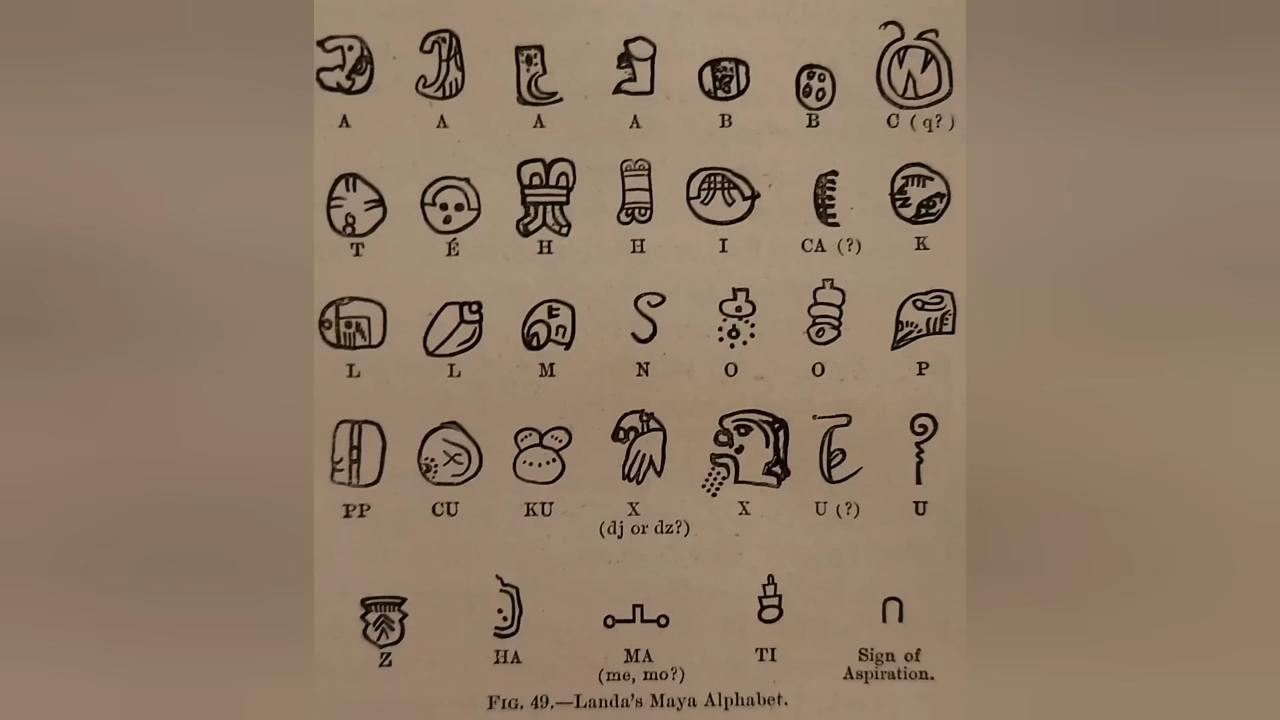 A A A A B B C (q?)
T É H H I CA (?) K
L L M N O O P
PP CU KU X X U (?) U
(dj or dz?)
Z HA MA TI Sign of
(me, mo?) Aspiration.
FIG. 49.—Landa's Maya Alphabet.